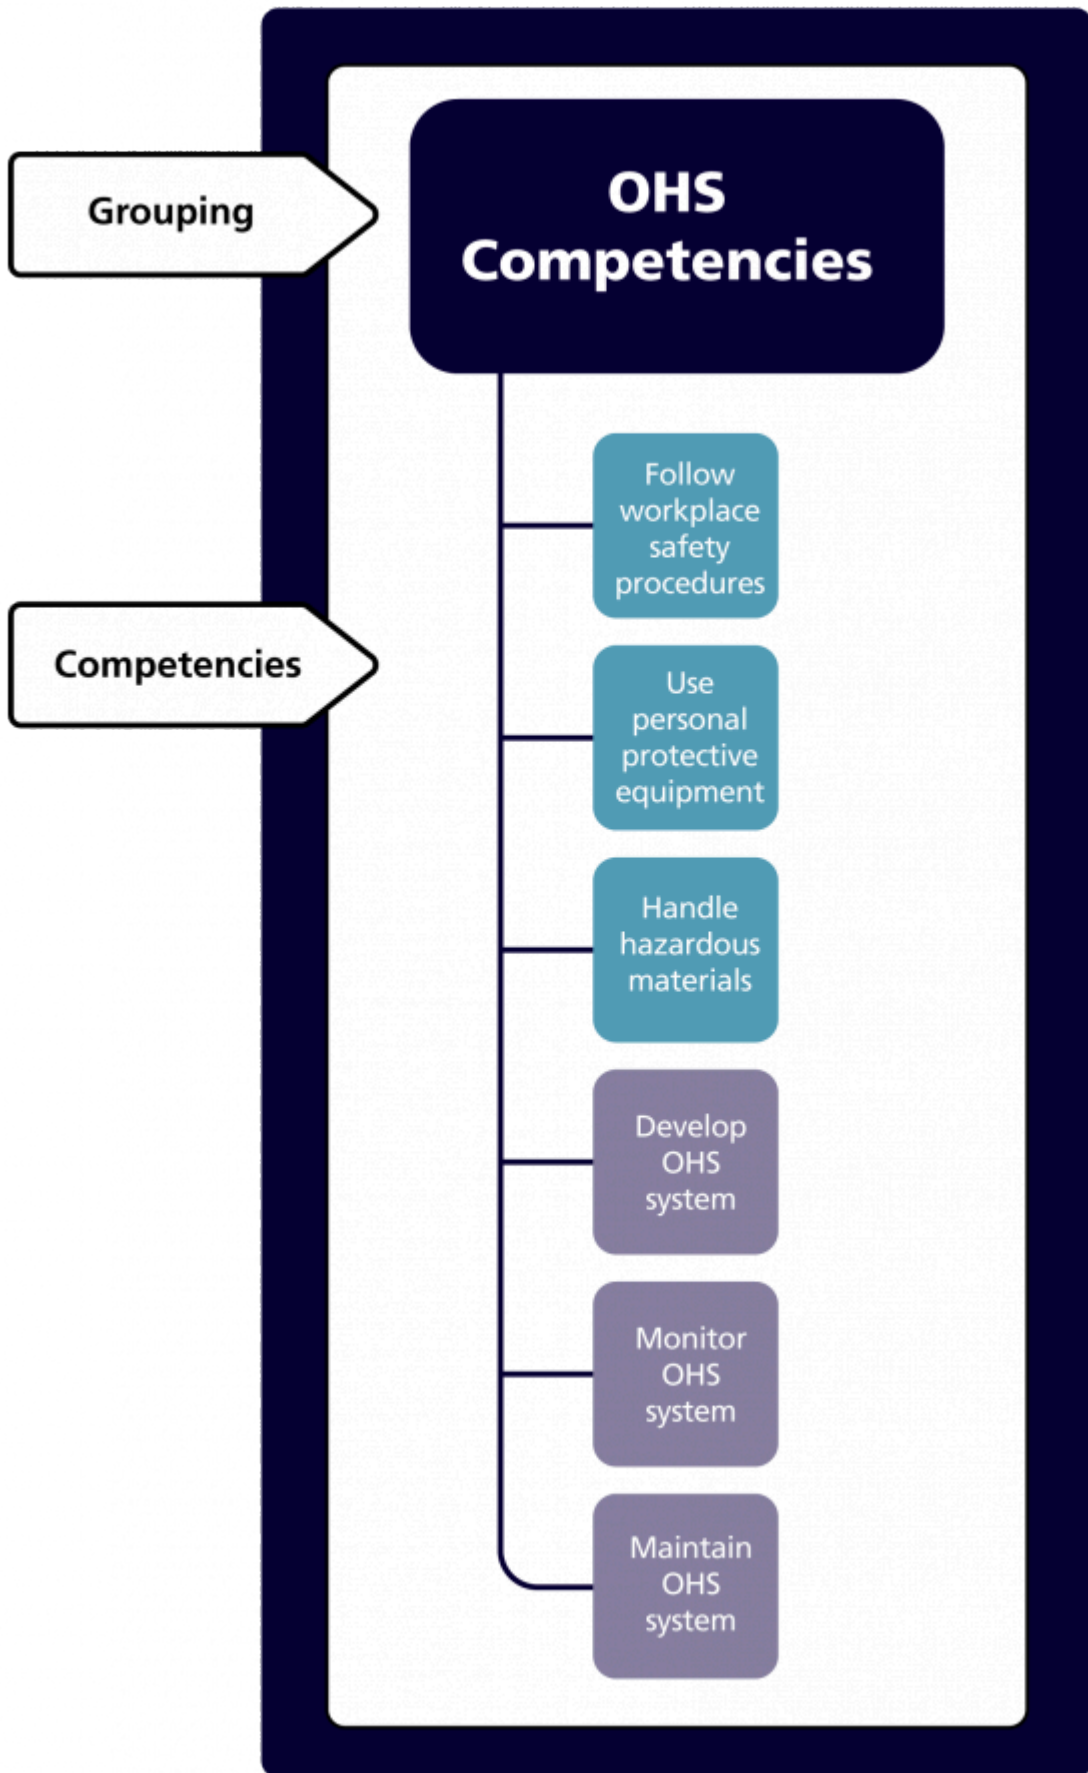 Grouping
OHS
Competencies
Competencies
Follow
workplace
safety
procedures
Use
personal
protective
equipment
Handle
hazardous
materials
Develop
OHS
system
Monitor
OHS
system
Maintain
OHS
system